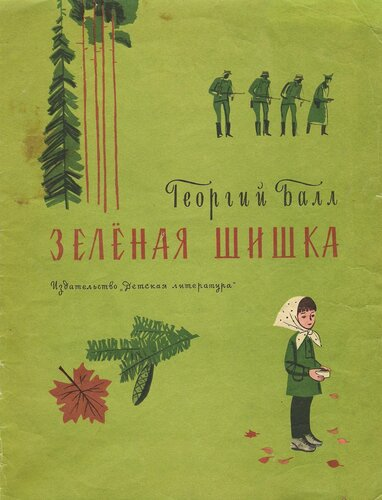 Георгий Балл
ЗЕЛЁНАЯ ШИШКА
Издательство „Детская литература"